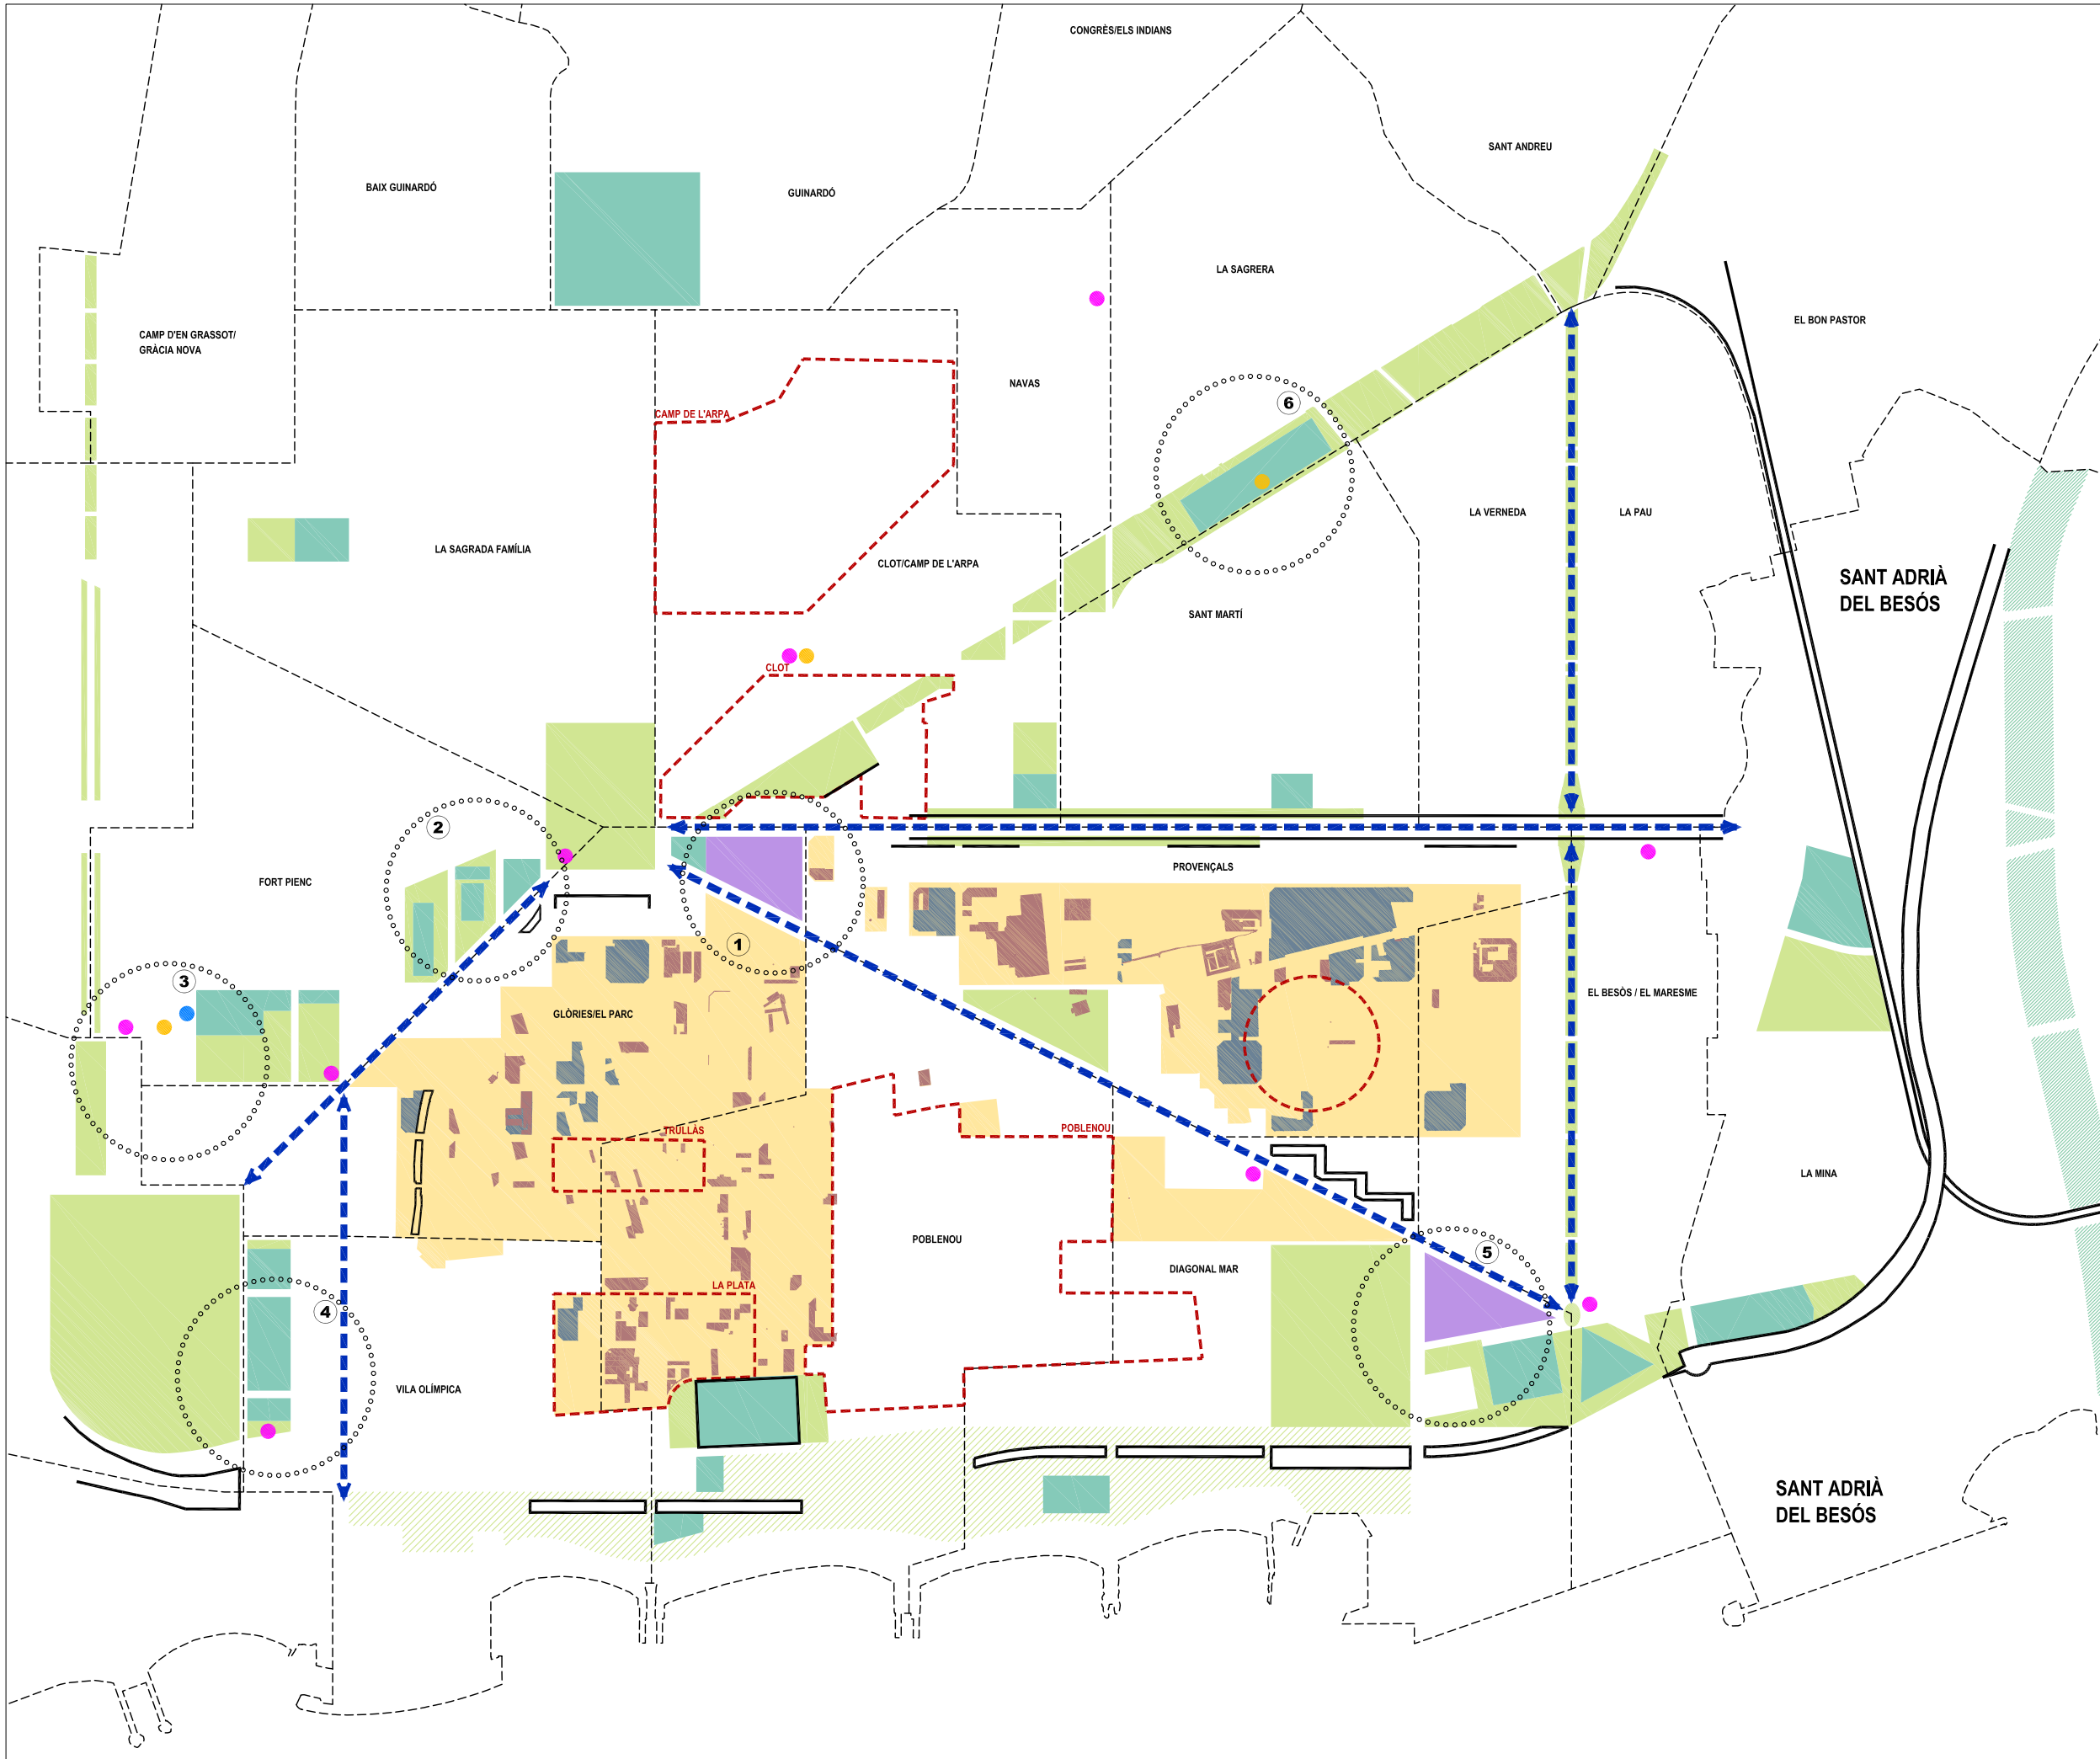 CONGRÈS/ELS INDIANS
SANT ANDREU
BAIX GUINARDÓ
GUINARDÓ
LA SAGRERA
EL BON PASTOR
CAMP D'EN GRASSOT/
GRÀCIA NOVA
NAVAS
6
CAMP DE L'ARPA
LA VERNEDA
LA PAU
LA SAGRADA FAMÍLIA
CLOT/CAMP DE L'ARPA
SANT ADRIÀ
DEL BESÓS
SANT MARTÍ
CLOT
2
PROVENÇALS
FORT PIENC
1
3
EL BESÒS / EL MARESME
GLÒRIES/EL PARC
TRULLÀS
POBLENOU
LA MINA
POBLENOU
5
DIAGONAL MAR
LA PLATA
4
VILA OLÍMPICA
SANT ADRIÀ
DEL BESÓS